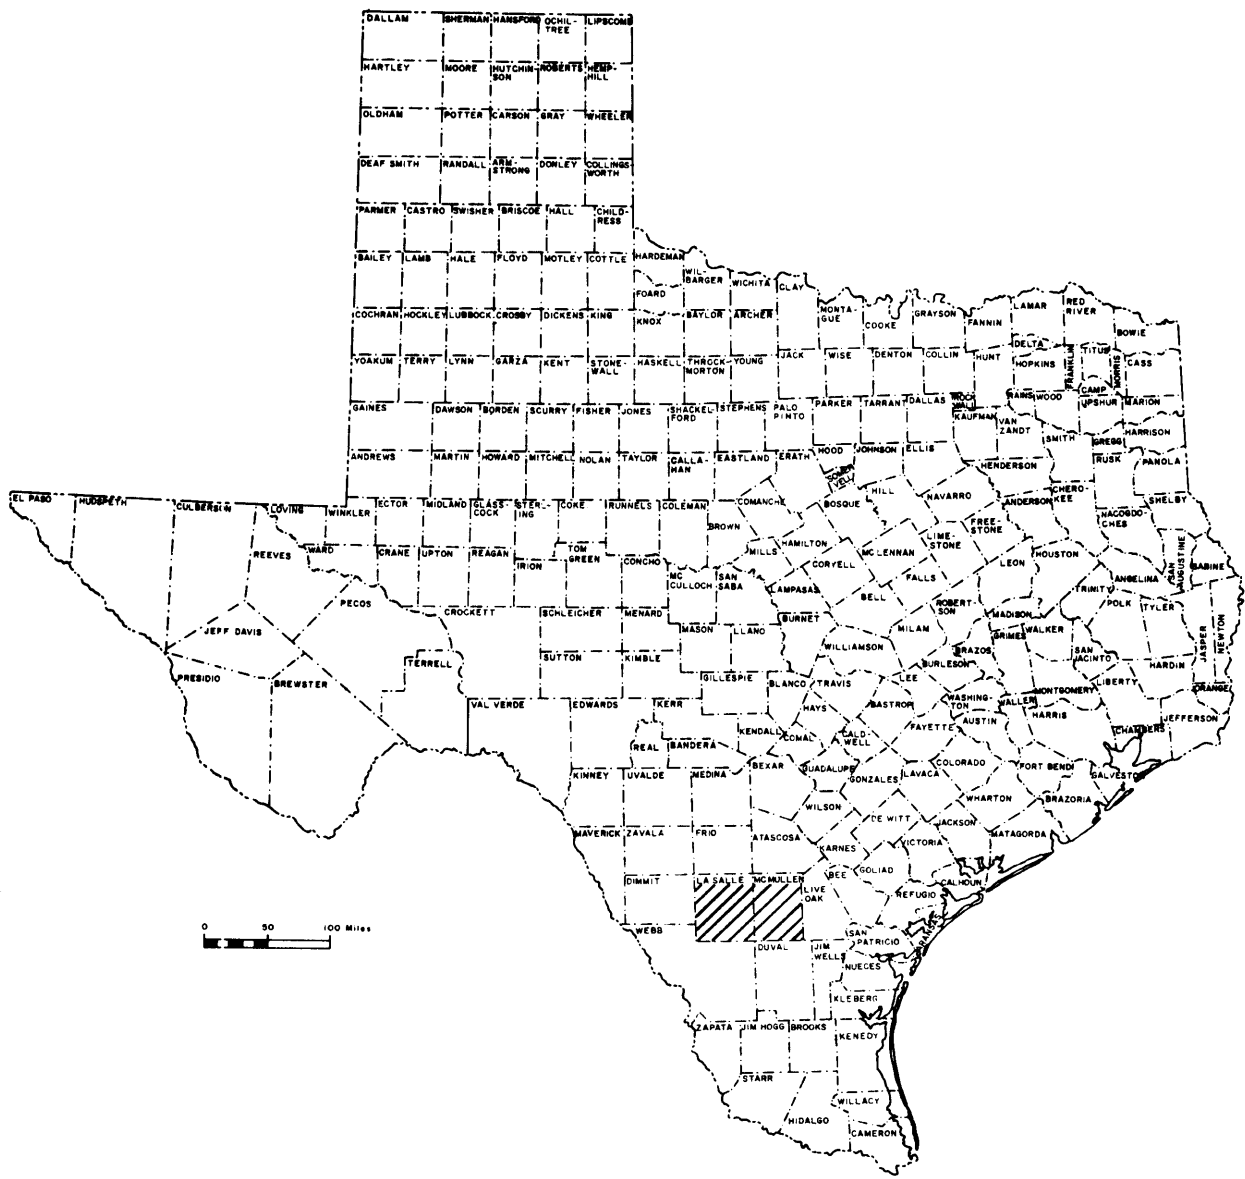 DALLAM SHERMAN HANSFORD OCHIL-TREE LIPSCOMB
HARTLEY MOORE HUTCHIN-SON ROBERTS HEMP-HILL
OLDHAM POTTER CARSON GRAY WHEELER
DEAF SMITH RANDALL ARM-STRONG DONLEY COLLINGS-WORTH
PARMER CASTRO SWISHER BRISCOE HALL CHILD-RESS
BAILEY LAMB HALE FLOYD MOTLEY COTTLE HARDEMAN WIL-BARGER WICHITA CLAY
FOARD
COCHRAN HOCKLEY LUBBOCK CROSBY DICKENS KING KNOX BAYLOR ARCHER MONTA-GUE COOKE GRAYSON FANNIN LAMAR RED RIVER BOWIE
YOAKUM TERRY LYNN GARZA KENT STONE-WALL HASKELL THROCK-MORTON YOUNG JACK WISE DENTON COLLIN HUNT DELTA HOPKINS FRANKLIN TITUS MORRIS CASS
GAINES DAWSON BORDEN SCURRY FISHER JONES SHACKEL-FORD STEPHENS PALO PINTO PARKER TARRANT DALLAS ROCK WALL KAUFMAN RAINS WOOD CAMP UPSHUR MARION
VAN ZANDT SMITH GREGG HARRISON
ANDREWS MARTIN HOWARD MITCHELL NOLAN TAYLOR CALLA-HAN EASTLAND ERATH HOOD SOMER VELL JOHNSON ELLIS HENDERSON RUSK PANOLA
EL PASO HUDSPETH CULBERSON LOVING WINKLER ECTOR MIDLAND GLASS-COCK STER-LING COKE RUNNELS COLEMAN BROWN COMANCHE BOSQUE HILL NAVARRO ANDERSON CHERO-KEE NACOGDO-CHES SHELBY
REEVES WARD CRANE UPTON REAGAN IRION TOM GREEN CONCHO MC CULLOCH SAN SABA MILLS HAMILTON CORYELL MC LENNAN LIME-STONE FREE-STONE LEON HOUSTON ANGELINA SAN AUGUSTINE SABINE
LAMPASAS BELL FALLS ROBERT-SON MADISON TRINITY POLK TYLER JASPER NEWTON
JEFF DAVIS PECOS CROCKETT SCHLEICHER MENARD MASON LLANO BURNET WILLIAMSON MILAM BRAZOS GRIMES WALKER SAN JACINTO HARDIN
PRESIDIO BREWSTER TERRELL SUTTON KIMBLE GILLESPIE BLANCO TRAVIS LEE BURLESON WASHING-TON WALLER MONTGOMERY LIBERTY ORANGE
VAL VERDE EDWARDS KERR REAL BANDERA KENDALL COMAL HAYS CALD-WELL BASTROP FAYETTE AUSTIN HARRIS CHAMBERS JEFFERSON
KINNEY UVALDE MEDINA BEXAR GUADALUPE GONZALES LAVACA COLORADO FORT BEND GALVESTON
MAVERICK ZAVALA FRIO ATASCOSA WILSON KARNES DE WITT JACKSON WHARTON MATAGORDA BRAZORIA
DIMMIT LA SALLE MC MULLEN LIVE OAK BEE GOLIAD VICTORIA CALHOUN REFUGIO ARANSAS
WEBB DUVAL JIM WELLS SAN PATRICIO NUECES
KLEBERG
ZAPATA JIM HOGG BROOKS KENEDY
STARR HIDALGO WILLACY CAMERON
0 50 100 Miles